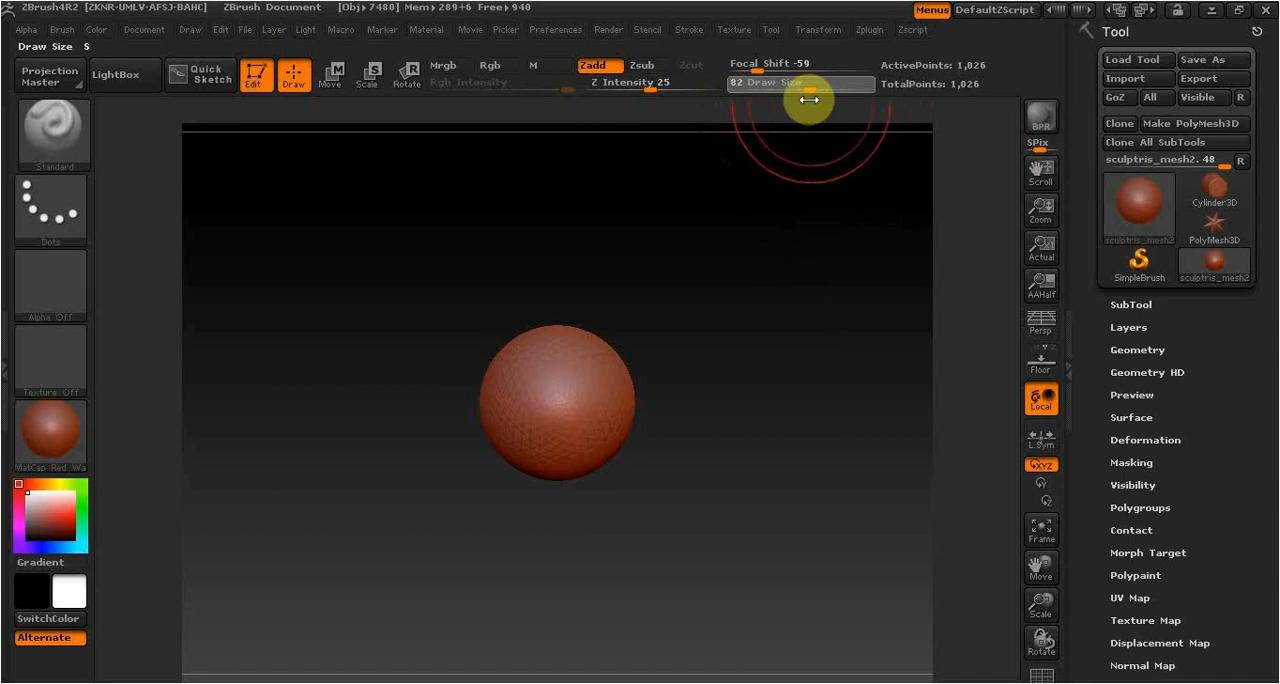 ZBrush4R2 [ZKNR-UMLV-AFSJ-BAHC] ZBrush Document [Obj▸ 7480] Mem▸289+6 Free▸940 Menus DefaultZScript
Alpha Brush Color Document Draw Edit File Layer Light Macro Marker Material Movie Picker Preferences Render Stencil Stroke Texture Tool Transform Zplugin Zscript
Draw Size S
Projection Master
LightBox
Quick Sketch
Edit
Draw
Move
Scale
Rotate
Mrgb Rgb M
Rgb Intensity
Zadd Zsub Zcut
Z Intensity 25
Focal Shift -59
82 Draw Size
ActivePoints: 1,026
TotalPoints: 1,026
Standard
Dots
Alpha Off
Texture Off
MatCap Red Wa
Gradient
SwitchColor
Alternate
BPR
SPix
Scroll
Zoom
Actual
AAHalf
Persp
Floor
Local
L.Sym
XYZ
Y
Z
Frame
Move
Scale
Rotate
Tool
Load Tool Save As
Import Export
GoZ All Visible R
Clone Make PolyMesh3D
Clone All SubTools
sculptris_mesh2. 48 R
sculptris_mesh2
Cylinder3D
PolyMesh3D
SimpleBrush
sculptris_mesh2
SubTool
Layers
Geometry
Geometry HD
Preview
Surface
Deformation
Masking
Visibility
Polygroups
Contact
Morph Target
Polypaint
UV Map
Texture Map
Displacement Map
Normal Map